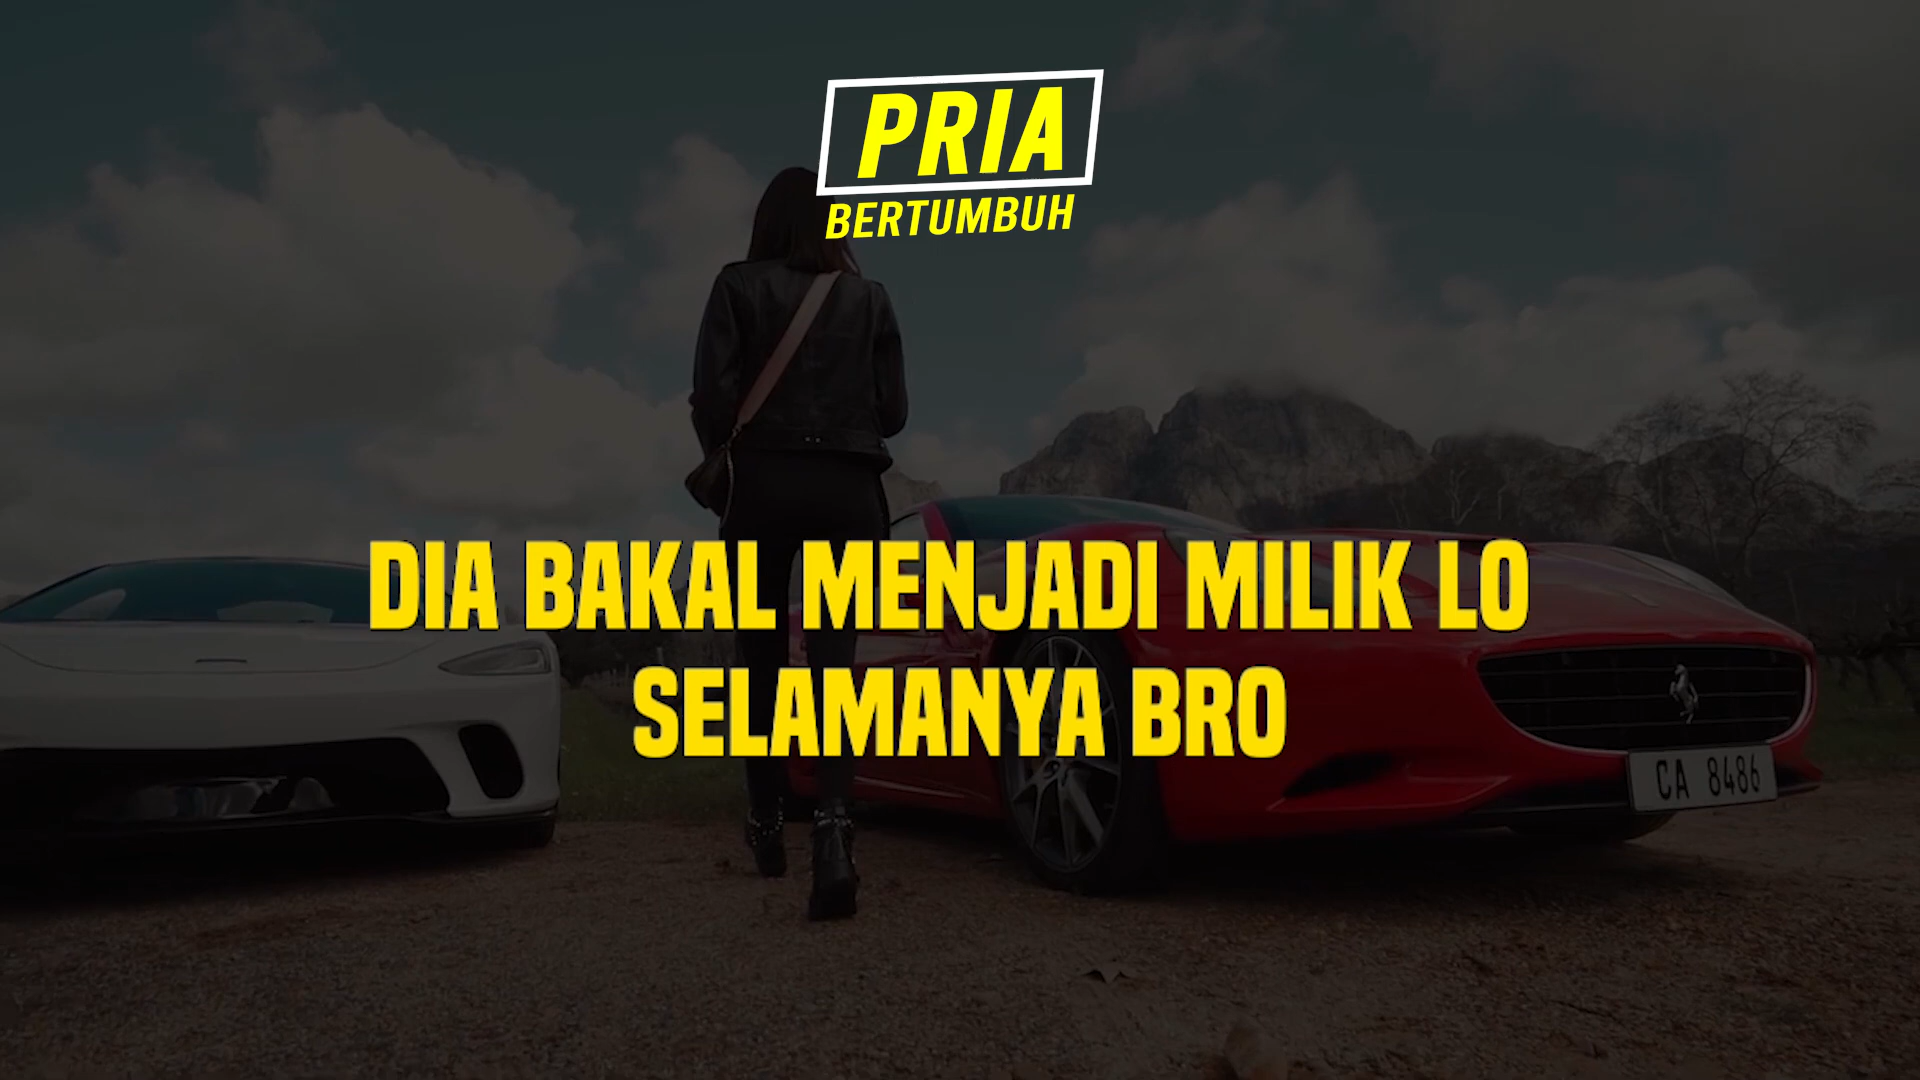 PRIA
BERTUMBUH
DIA BAKAL MENJADI MILIK LO
SELAMANYA BRO
CA 8486